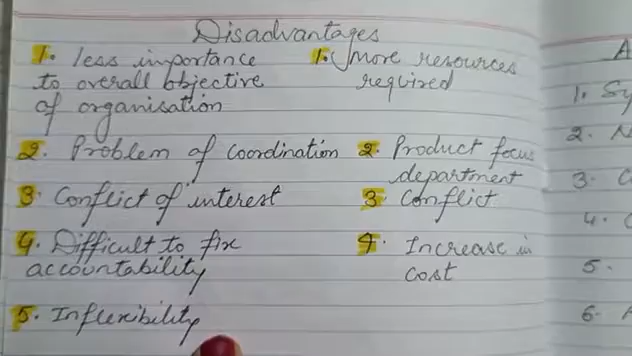 Disadvantages
1. less importance
to overall objective
of organisation
2. Problem of coordination
3. Conflict of interest
4. Difficult to fix
accountability
5. Inflexibility
1. more resources
required
2. Product focus
department
3. Conflict
4. Increase in
cost
A
1. Sy
2. N
3. C
4. C
5.
6.